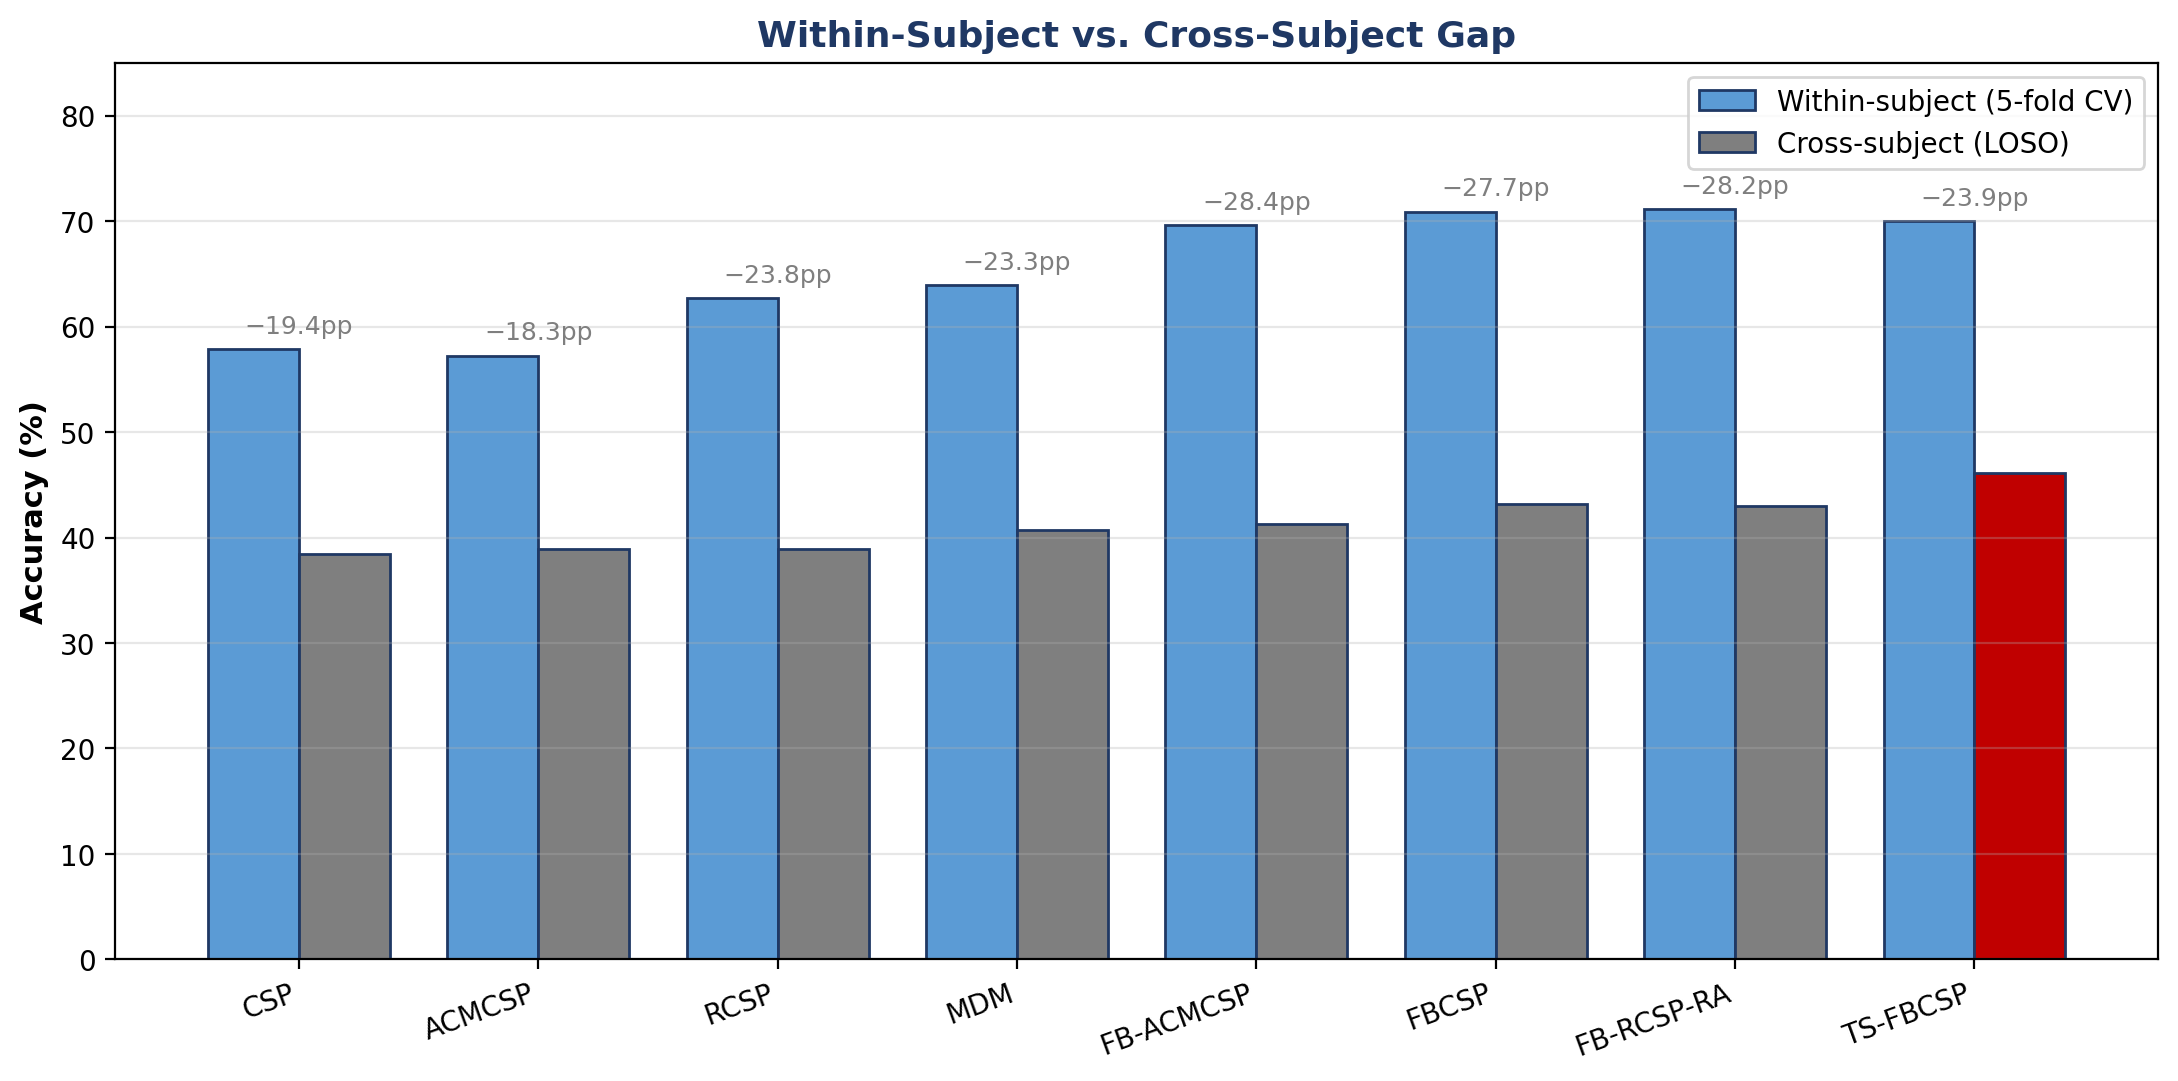 Within-Subject vs. Cross-Subject Gap
Within-subject (5-fold CV)
Cross-subject (LOSO)
Accuracy (%)
80
70
60
50
40
30
20
10
0
−19.4pp
−18.3pp
−23.8pp
−23.3pp
−28.4pp
−27.7pp
−28.2pp
−23.9pp
CSP
ACMCSP
RCSP
MDM
FB-ACMCSP
FBCSP
FB-RCSP-RA
TS-FBCSP